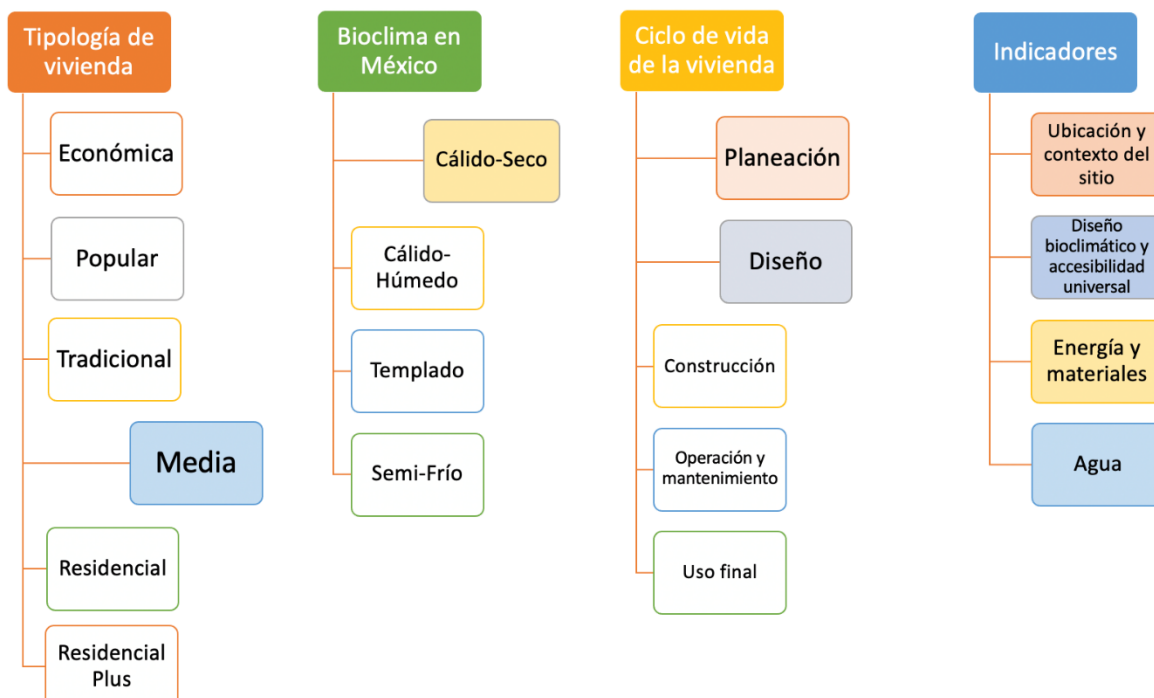 Tipología de
vivienda
Económica
Popular
Tradicional
Media
Residencial
Residencial
Plus
Bioclima en
México
Cálido-Seco
Cálido-
Húmedo
Templado
Semi-Frío
Ciclo de vida
de la vivienda
Planeación
Diseño
Construcción
Operación y
mantenimiento
Uso final
Indicadores
Ubicación y
contexto del
sitio
Diseño
bioclimático y
accesibilidad
universal
Energía y
materiales
Agua